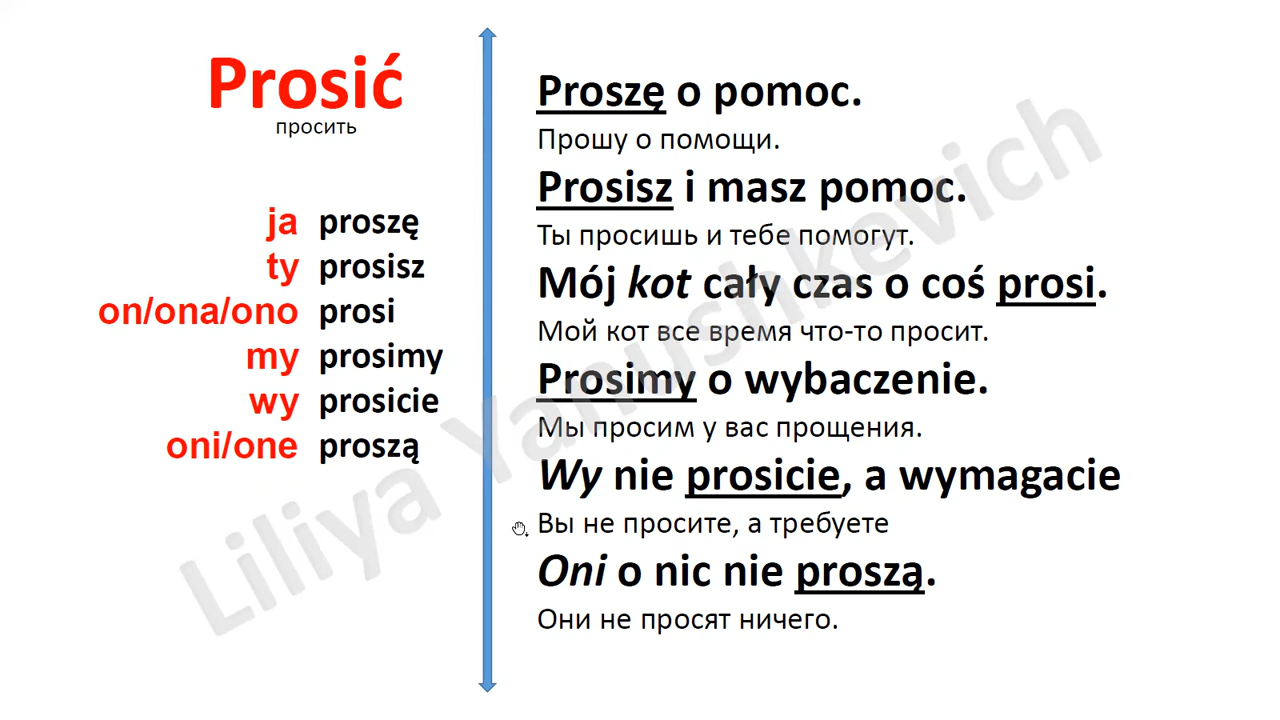 Prosić
просить
ja proszę
ty prosisz
on/ona/ono prosi
my prosimy
wy prosicie
oni/one proszą
Proszę o pomoc.
Прошу о помощи.
Prosisz i masz pomoc.
Ты просишь и тебе помогут.
Mój kot cały czas o coś prosi.
Мой кот все время что-то просит.
Prosimy o wybaczenie.
Мы просим у вас прощения.
Wy nie prosicie, a wymagacie
Вы не просите, а требуете
Oni o nic nie proszą.
Они не просят ничего.
Liliya Yanushkevich